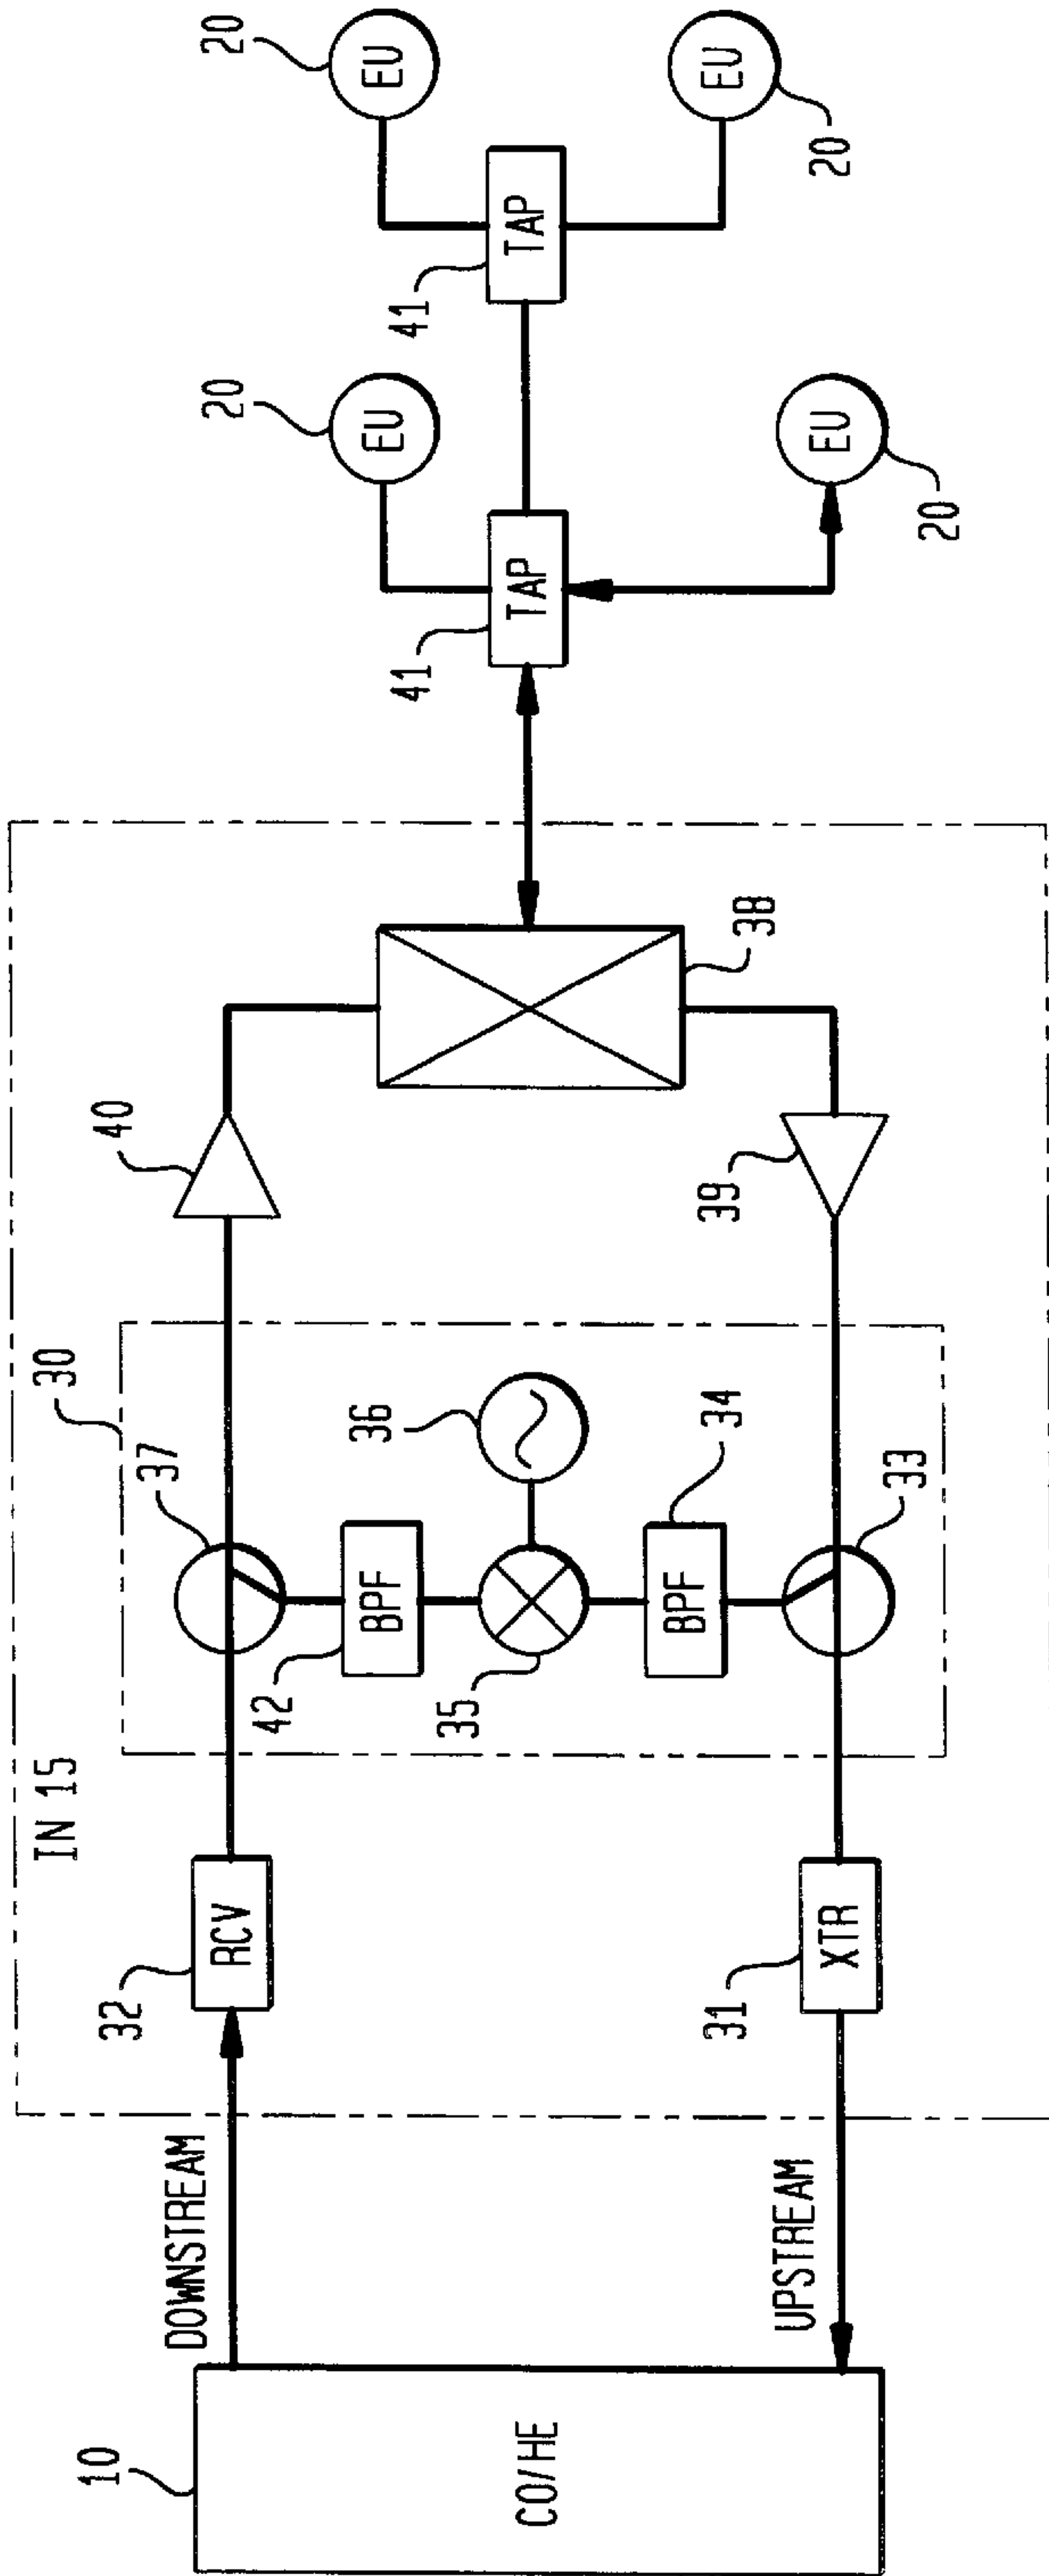 10
CO/HE
DOWNSTREAM
UPSTREAM
IN 15
32
RCV
31
XTR
30
37
42
BPF
35
36
BPF
34
33
40
39
38
41
TAP
20
EU
EU
20
41
TAP
20
EU
EU
20